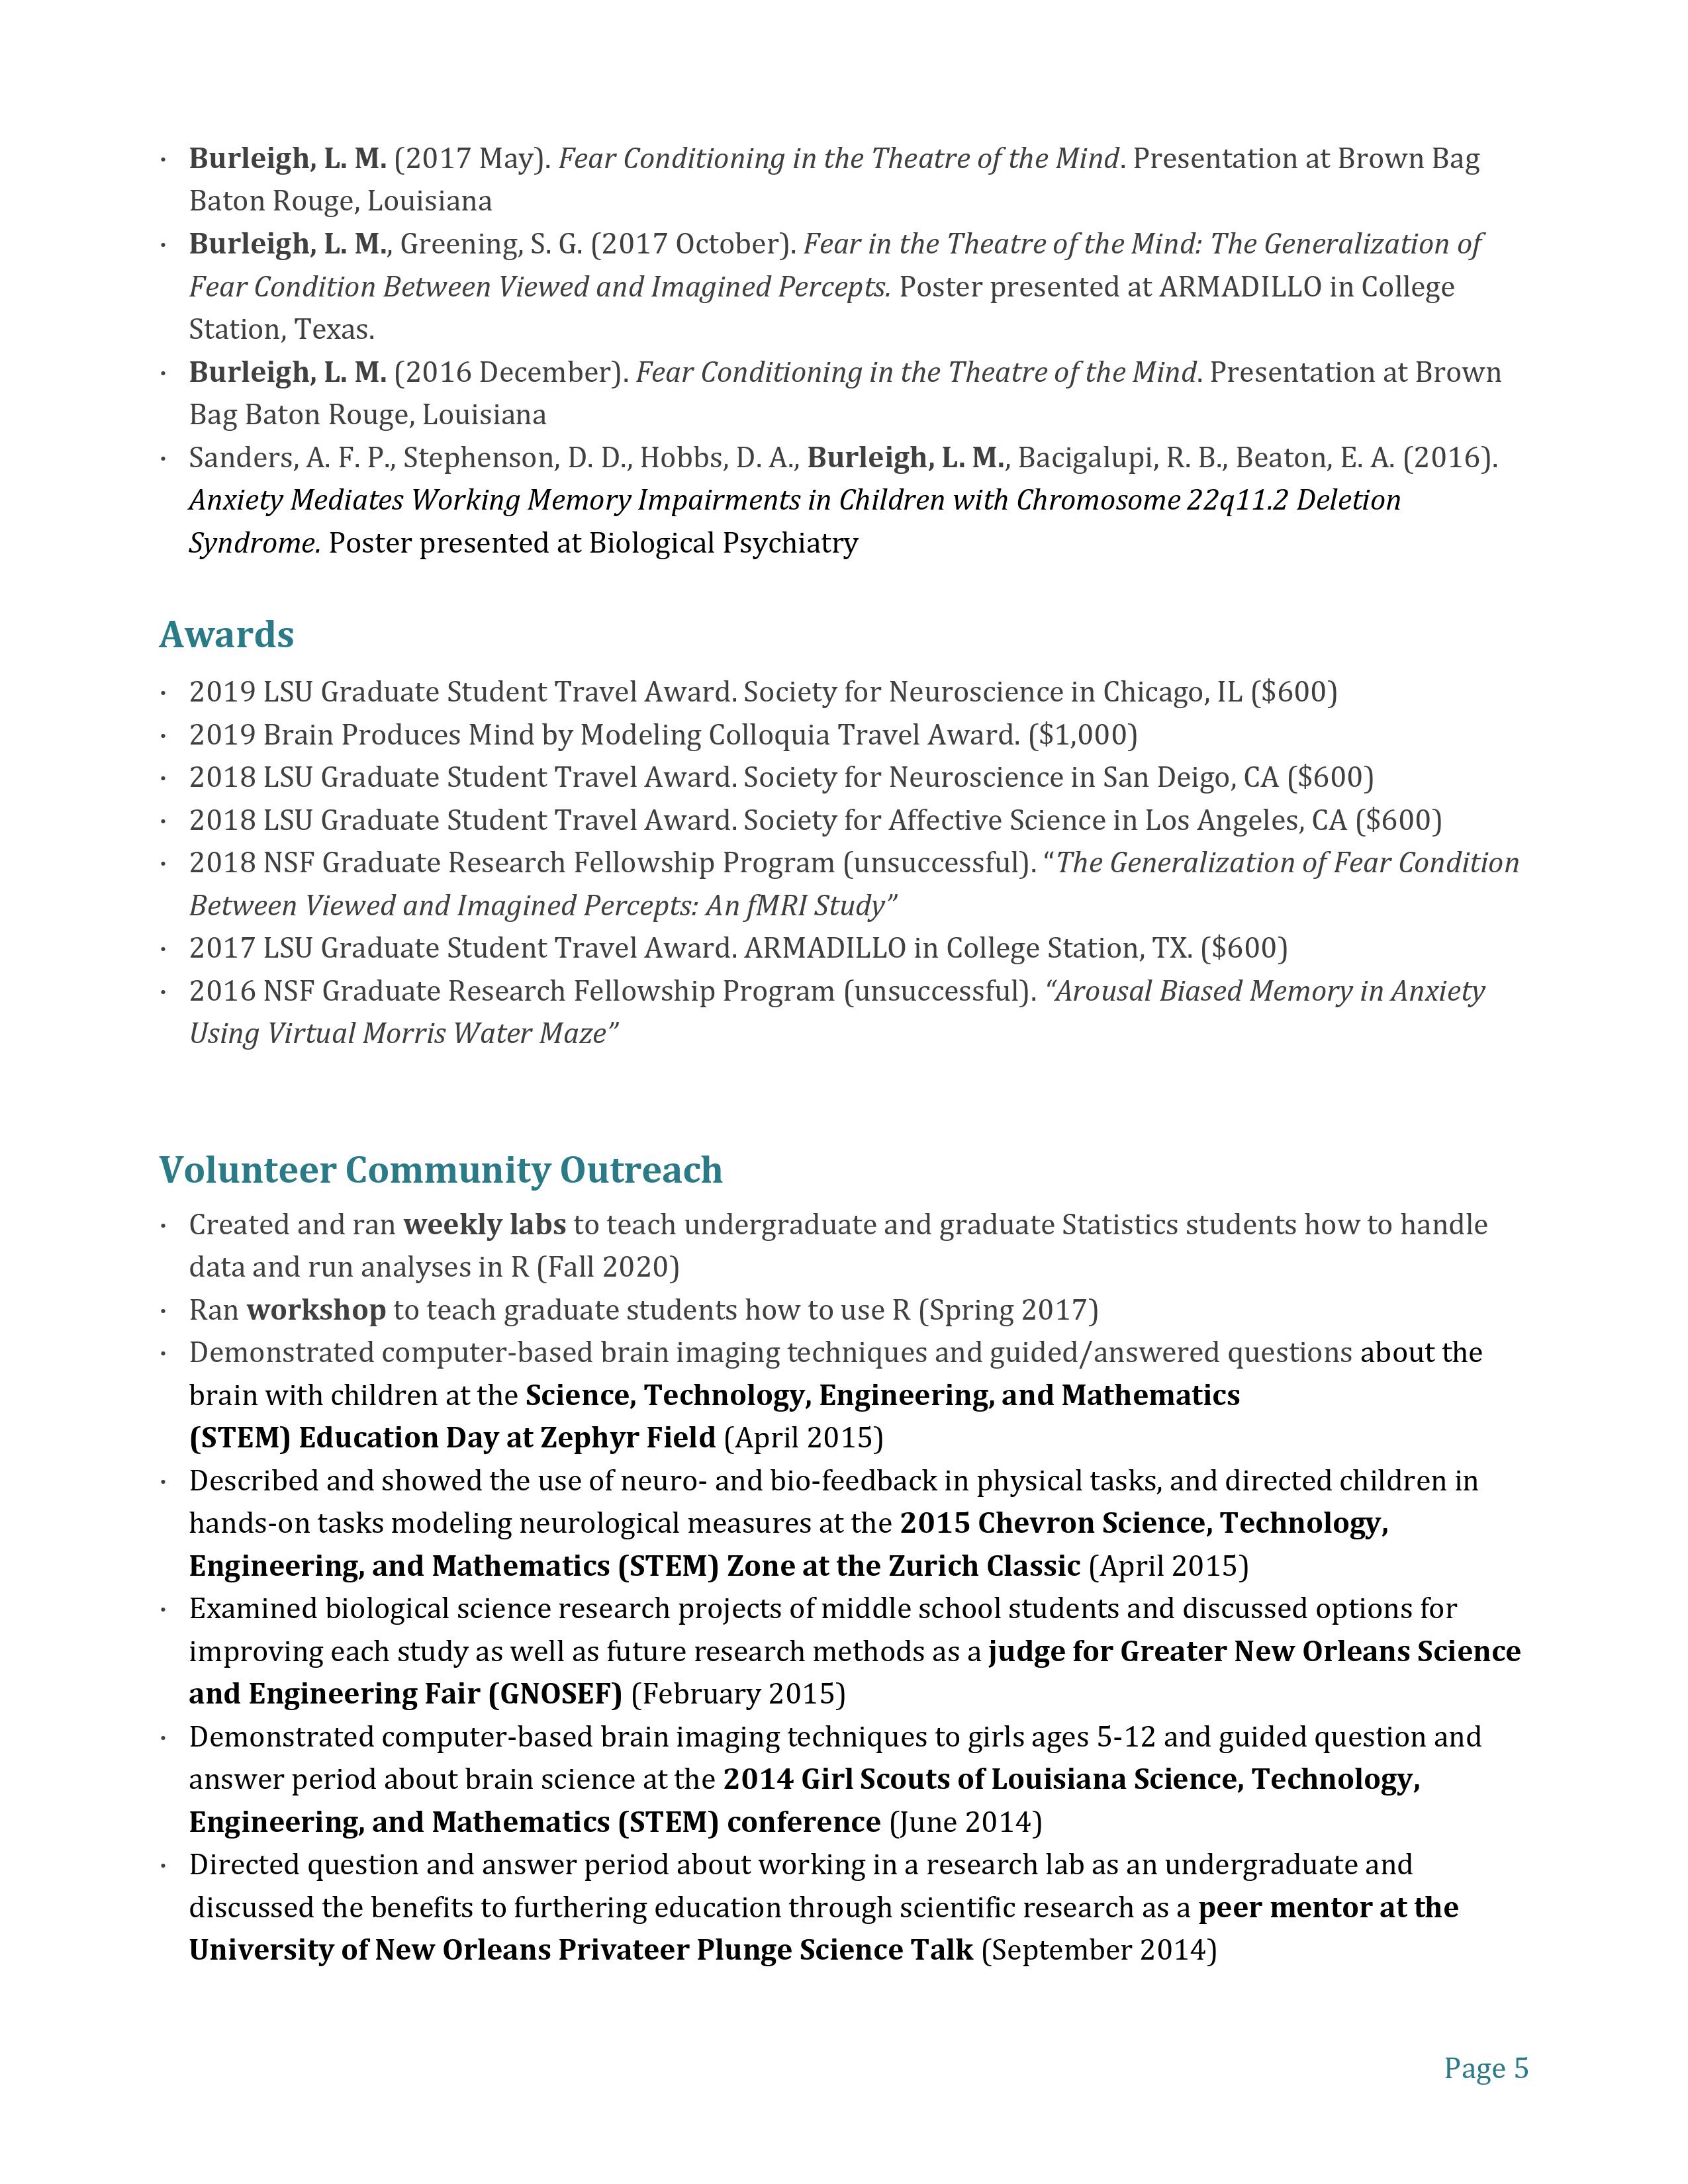 · Burleigh, L. M. (2017 May). Fear Conditioning in the Theatre of the Mind. Presentation at Brown Bag
Baton Rouge, Louisiana
· Burleigh, L. M., Greening, S. G. (2017 October). Fear in the Theatre of the Mind: The Generalization of
Fear Condition Between Viewed and Imagined Percepts. Poster presented at ARMADILLO in College
Station, Texas.
· Burleigh, L. M. (2016 December). Fear Conditioning in the Theatre of the Mind. Presentation at Brown
Bag Baton Rouge, Louisiana
· Sanders, A. F. P., Stephenson, D. D., Hobbs, D. A., Burleigh, L. M., Bacigalupi, R. B., Beaton, E. A. (2016).
Anxiety Mediates Working Memory Impairments in Children with Chromosome 22q11.2 Deletion
Syndrome. Poster presented at Biological Psychiatry
Awards
· 2019 LSU Graduate Student Travel Award. Society for Neuroscience in Chicago, IL ($600)
· 2019 Brain Produces Mind by Modeling Colloquia Travel Award. ($1,000)
· 2018 LSU Graduate Student Travel Award. Society for Neuroscience in San Deigo, CA ($600)
· 2018 LSU Graduate Student Travel Award. Society for Affective Science in Los Angeles, CA ($600)
· 2018 NSF Graduate Research Fellowship Program (unsuccessful). “The Generalization of Fear Condition
Between Viewed and Imagined Percepts: An fMRI Study”
· 2017 LSU Graduate Student Travel Award. ARMADILLO in College Station, TX. ($600)
· 2016 NSF Graduate Research Fellowship Program (unsuccessful). “Arousal Biased Memory in Anxiety
Using Virtual Morris Water Maze”
Volunteer Community Outreach
· Created and ran weekly labs to teach undergraduate and graduate Statistics students how to handle
data and run analyses in R (Fall 2020)
· Ran workshop to teach graduate students how to use R (Spring 2017)
· Demonstrated computer-based brain imaging techniques and guided/answered questions about the
brain with children at the Science, Technology, Engineering, and Mathematics
(STEM) Education Day at Zephyr Field (April 2015)
· Described and showed the use of neuro- and bio-feedback in physical tasks, and directed children in
hands-on tasks modeling neurological measures at the 2015 Chevron Science, Technology,
Engineering, and Mathematics (STEM) Zone at the Zurich Classic (April 2015)
· Examined biological science research projects of middle school students and discussed options for
improving each study as well as future research methods as a judge for Greater New Orleans Science
and Engineering Fair (GNOSEF) (February 2015)
· Demonstrated computer-based brain imaging techniques to girls ages 5-12 and guided question and
answer period about brain science at the 2014 Girl Scouts of Louisiana Science, Technology,
Engineering, and Mathematics (STEM) conference (June 2014)
· Directed question and answer period about working in a research lab as an undergraduate and
discussed the benefits to furthering education through scientific research as a peer mentor at the
University of New Orleans Privateer Plunge Science Talk (September 2014)
Page 5